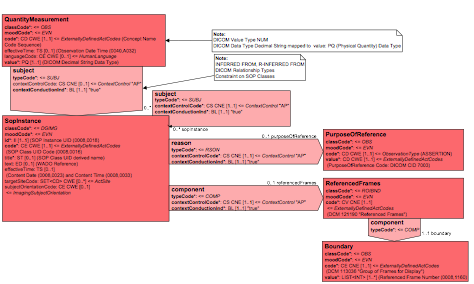 QuantityMeasurement
classCode*: <= OBS
moodCode*: <= EVN
code*: CD CWE [1..1] <= ExternallyDefinedActCodes (Concept Name
Code Sequence)
effectiveTime: TS [0..1] (Observation Date Time (0040,A032)
languageCode: CE CWE [0..1] <= HumanLanguage
value*: PQ [1..1] (DICOM Decimal String Data Type)
Note:
DICOM Value Type NUM
DICOM Data Type Decimal String mapped to value: PQ (Physical Quantity) Data Type
Note:
INFERRED FROM, R-INFERRED FROM
DICOM Relationship Types
Constraint on SOP Classes
subject
typeCode*: <= SUBJ
contextControlCode: CS CNE [0..1] <= ContextControl "AP"
contextConductionInd*: BL [1..1] "true"
0..*
subject
typeCode*: <= SUBJ
contextControlCode: CS CNE [1..1] <= ContextControl "AP"
contextConductionInd*: BL [1..1] "true"
0..* sopInstance
SopInstance
classCode*: <= DGIMG
moodCode*: <= EVN
id*: II [1..1] (SOP Instance UID (0008,0018)
code*: CE CWE [1..1] <= ExternallyDefinedActCodes
(SOP Class UID (0008,0016)
title*: ST [0..1] (SOP Class UID derived name)
text: ED [0..1] (WADO Reference)
effectiveTime: TS [0..1]
(Content Date (0008,0023) and Content Time (0008,0033)
targetSiteCode: SET<CD> CWE [0..*] <= ActSite
subjectOrientationCode: CE CWE [0..1]
<= ImagingSubjectOrientation
0..* purposeOfReference
reason
typeCode*: <= RSON
contextControlCode*: CS CNE [1..1] <= ContextControl "AP"
contextConductionInd*: BL [1..1] "true"
PurposeOfReference
classCode*: <= OBS
moodCode*: <= EVN
code*: CD CWE [1..1] <= ObservationType (ASSERTION)
value*: CD CWE [1..1] <= ExternallyDefinedActCodes
(PurposeOfReference Code: DICOM CID 7003)
0..1 referencedFrames
component
typeCode*: <= COMP
contextControlCode*: CS CNE [1..1] <= ContextControl "AP"
contextConductionInd*: BL [1..1] "true"
ReferencedFrames
classCode*: <= ROIBND
moodCode*: <= EVN
code*: CV CNE [1..1]
<= ExternallyDefinedActCodes
(DCM 121190 "Referenced Frames")
component
typeCode*: <= COMP
1..1 boundary
Boundary
classCode*: <= OBS
moodCode*: <= EVN
code*: CE CNE [1..1] <= ExternallyDefinedActCodes
(DCM 113036 "Group of Frames for Display")
value*: LIST<INT> [1..*] (Referenced Frame Number (0008,1160)